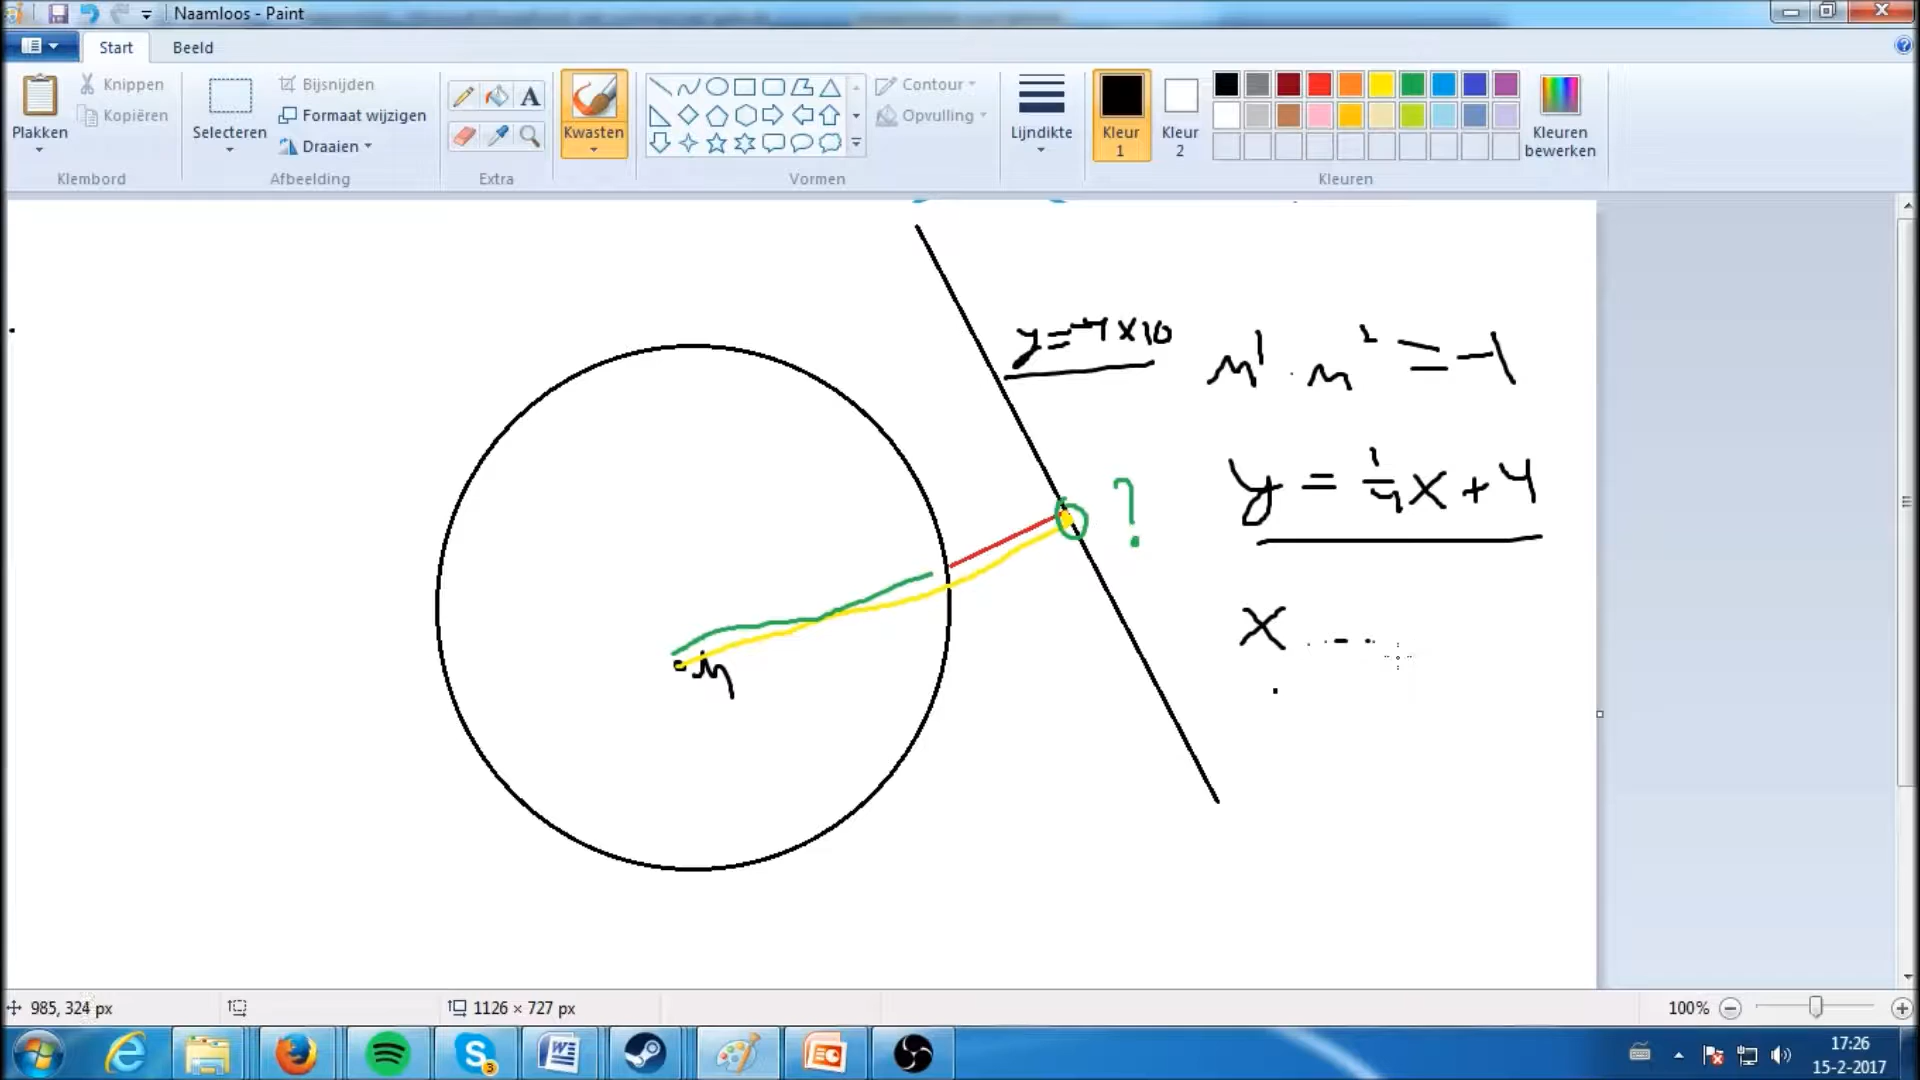 Naamloos - Paint
Start Beeld
Plakken
Knippen
Kopiëren
Klembord
Selecteren
Bijsnijden
Formaat wijzigen
Draaien
Afbeelding
A
Extra
Kwasten
Contour
Opvulling
Vormen
Lijndikte
Kleur 1
Kleur 2
Kleuren bewerken
Kleuren
y=-4x10
m¹ · m² = -1
y = 1/4x+4
?
x
.M
985, 324 px
1126 × 727 px
100%
17:26
15-2-2017